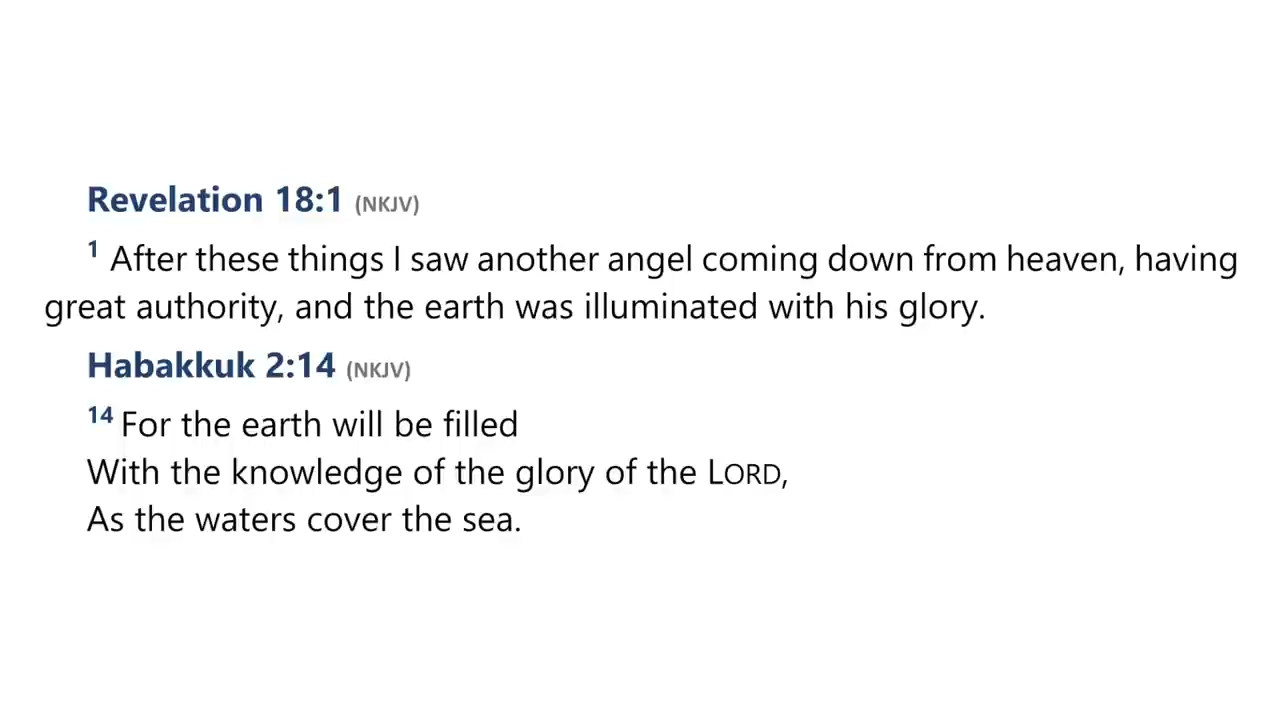 Revelation 18:1 (NKJV)
1 After these things I saw another angel coming down from heaven, having
great authority, and the earth was illuminated with his glory.
Habakkuk 2:14 (NKJV)
14 For the earth will be filled
With the knowledge of the glory of the LORD,
As the waters cover the sea.